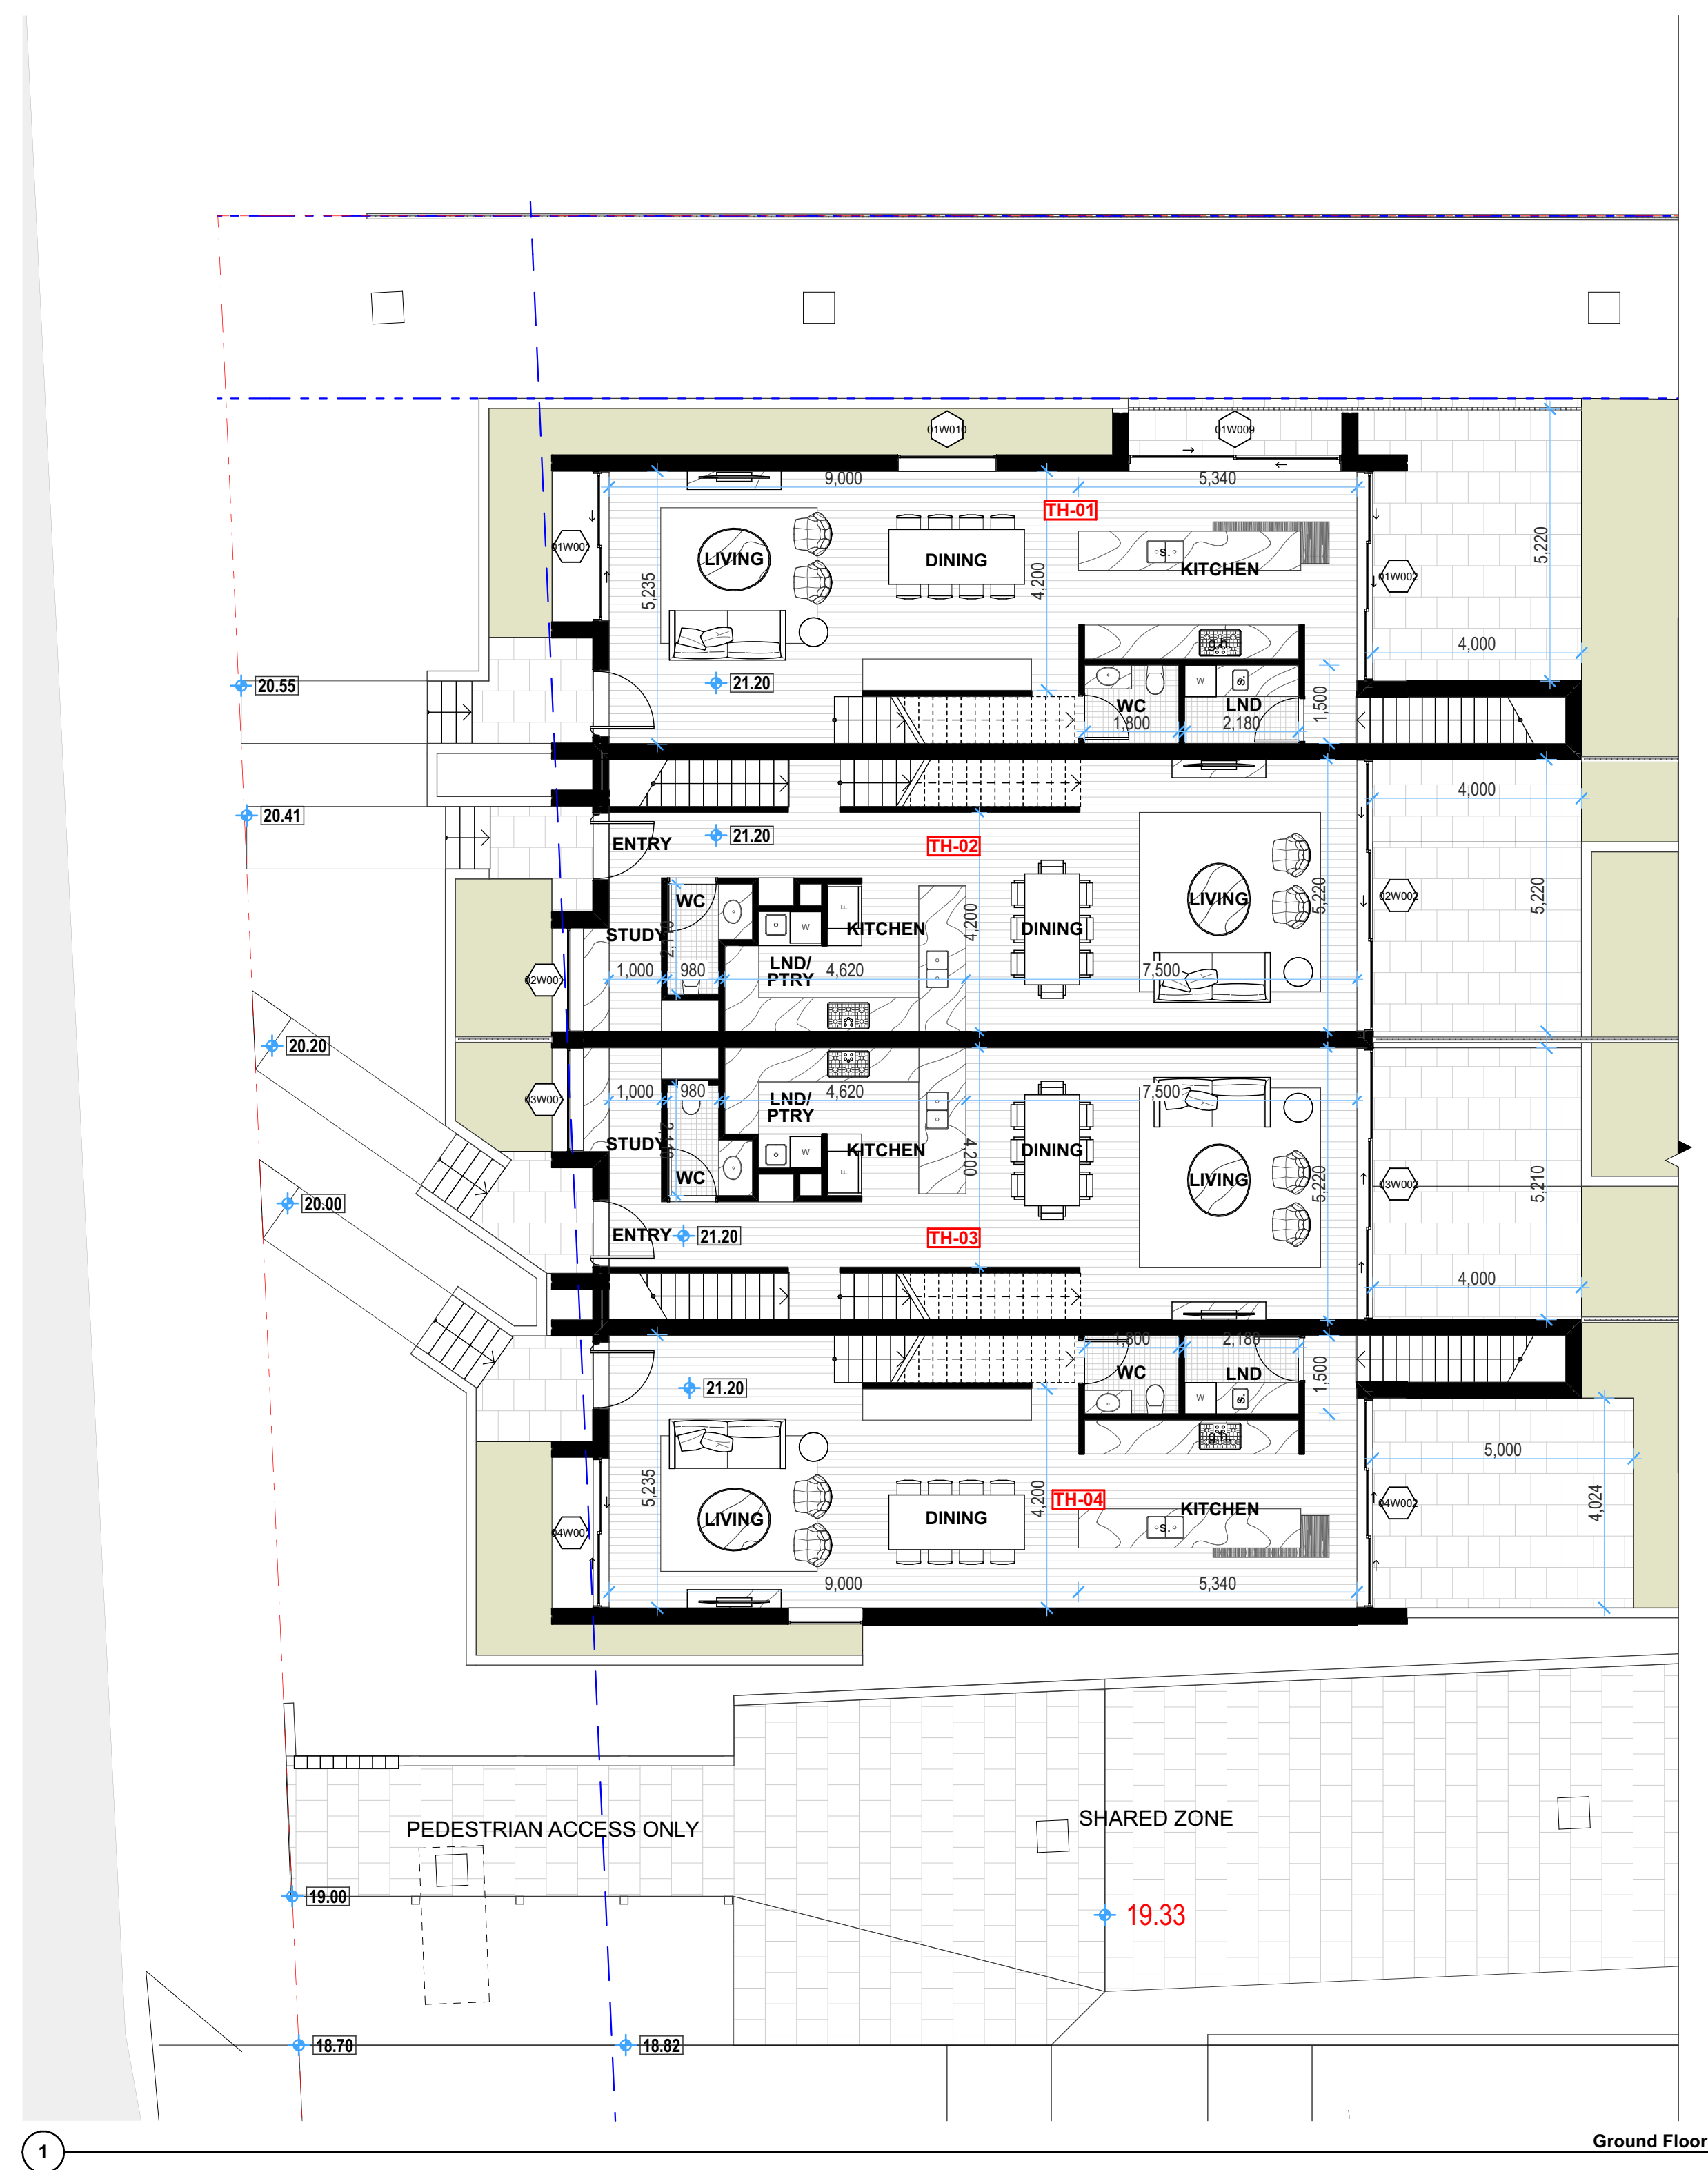 01W010
01W009
9,000
5,340
TH-01
01W001
LIVING
DINING
S.
KITCHEN
5,220
01W002
5,235
4,200
g.h
4,000
20.55
21.20
W
S.
WC
LND
1,500
1,800
2,180
4,000
20.41
21.20
ENTRY
TH-02
WC
F
LIVING
5,220
02W002
5,220
STUDY
W
KITCHEN
4,200
DINING
LND/
PTRY
1,000
980
4,620
7,500
02W001
20.20
03W001
1,000
980
LND/
PTRY
4,620
7,500
STUDY
2,110
W
KITCHEN
4,200
DINING
WC
F
LIVING
5,220
03W002
5,210
20.00
ENTRY
21.20
TH-03
4,000
1,800
2,180
WC
LND
1,500
21.20
W
S.
g.h
5,000
5,235
4,200
TH-04
KITCHEN
04W002
4,024
LIVING
DINING
S.
04W001
9,000
5,340
PEDESTRIAN ACCESS ONLY
SHARED ZONE
19.00
19.33
18.70
18.82
1
Ground Floor